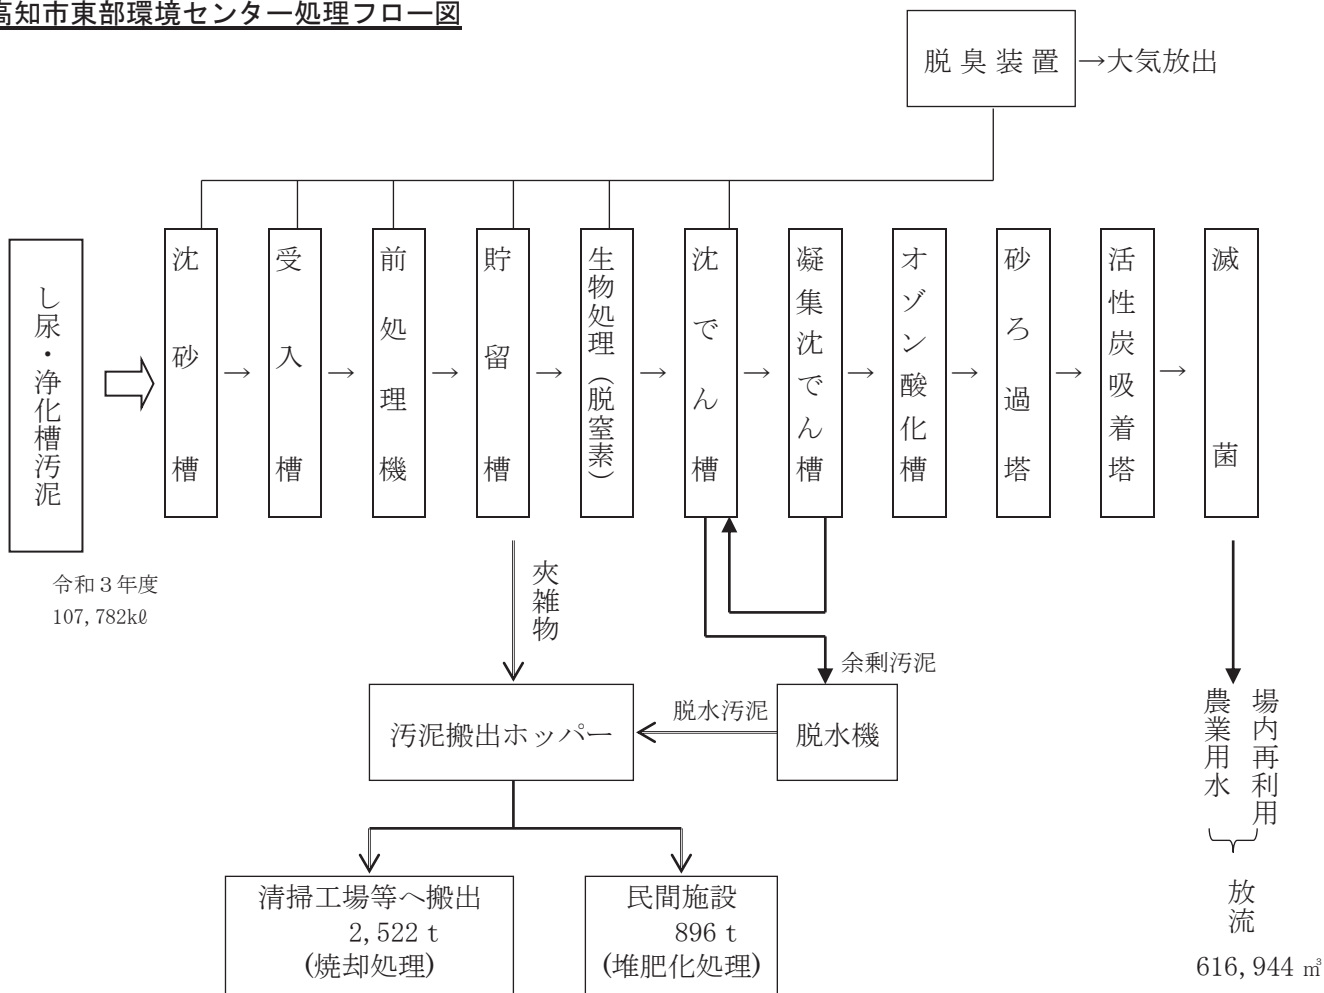 高知市東部環境センター処理フロー図
脱臭装置
→大気放出
し尿・浄化槽汚泥
令和３年度
107,782kℓ
沈砂槽
→
受入槽
→
前処理機
→
貯留槽
→
生物処理（脱窒素）
→
沈でん槽
→
凝集沈でん槽
→
オゾン酸化槽
→
砂ろ過塔
→
活性炭吸着塔
→
滅菌
夾雑物
余剰汚泥
脱水汚泥
汚泥搬出ホッパー
脱水機
場内再利用
農業用水
放流
616,944 ㎥
清掃工場等へ搬出
2,522 t
(焼却処理)
民間施設
896 t
(堆肥化処理)